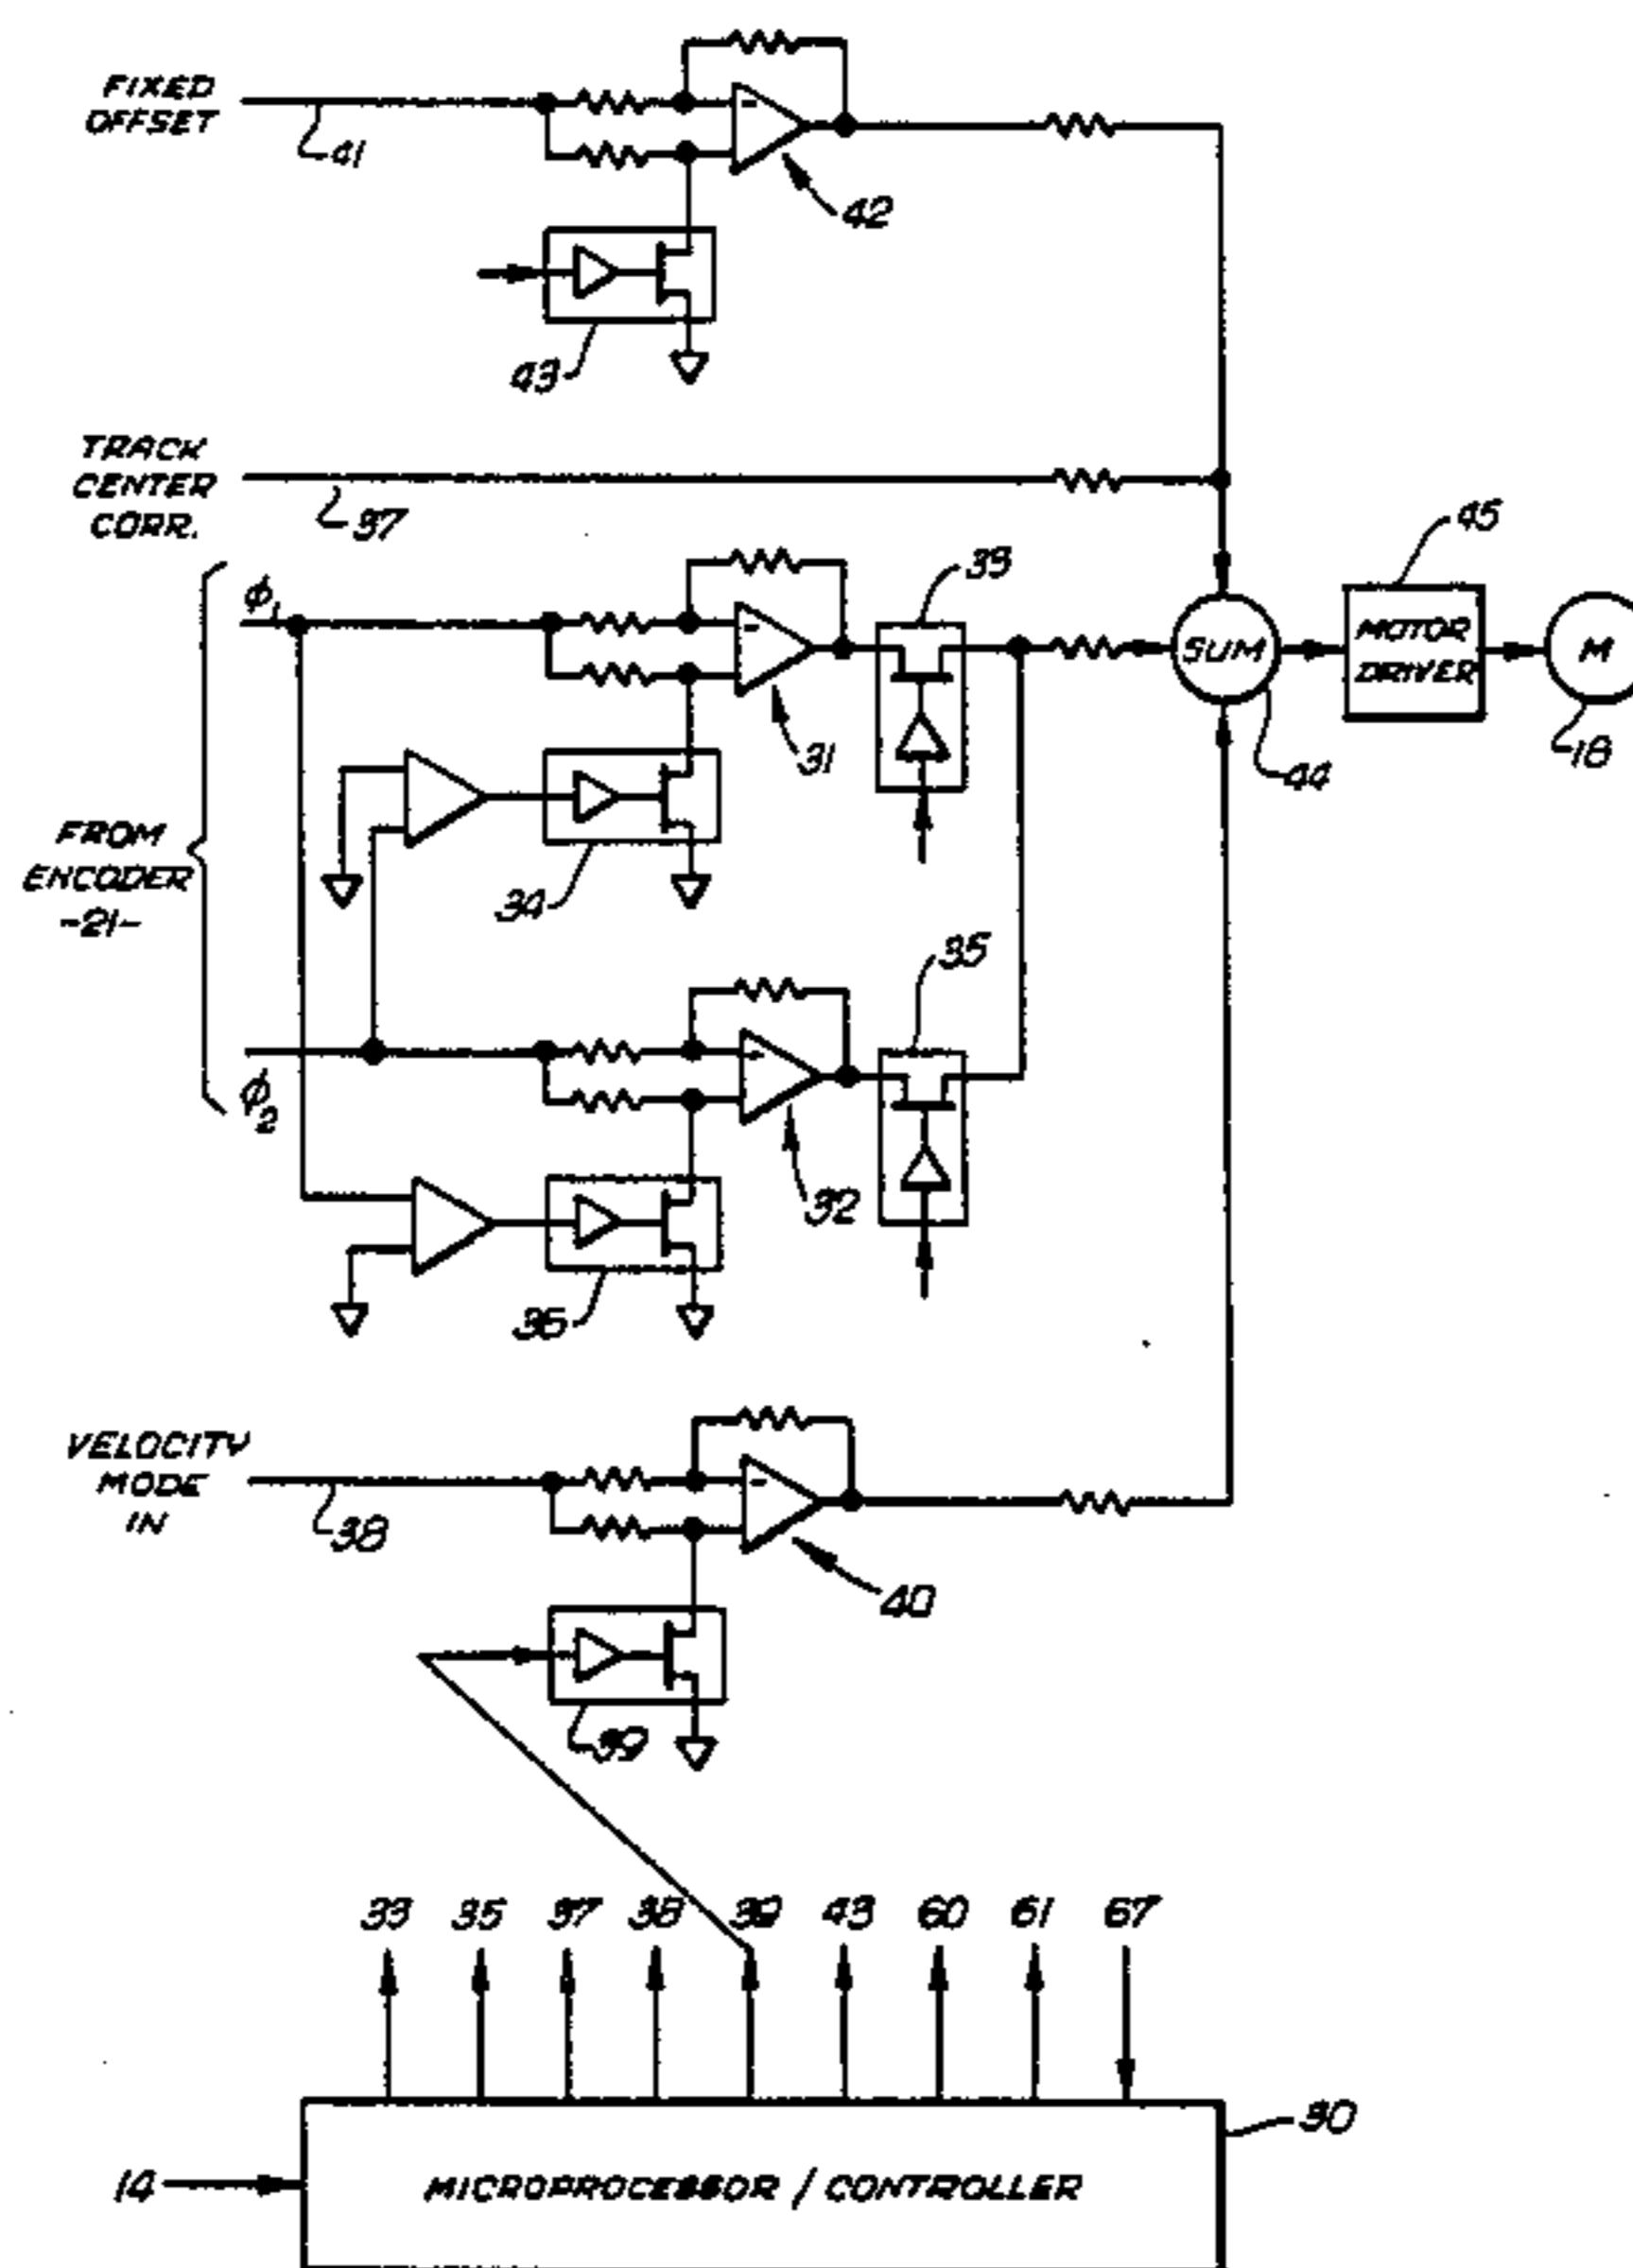 FIXED
OFFSET
41
42
43
TRACK
CENTER
CORR.
37
45
ϕ1
33
SUM
MOTOR
DRIVER
M
31
18
44
FROM
ENCODER
-21-
34
35
ϕ2
32
36
VELOCITY
MODE
IN
38
40
39
33 35 37 38 39 43 60 61 67
30
14
MICROPROCESSOR / CONTROLLER